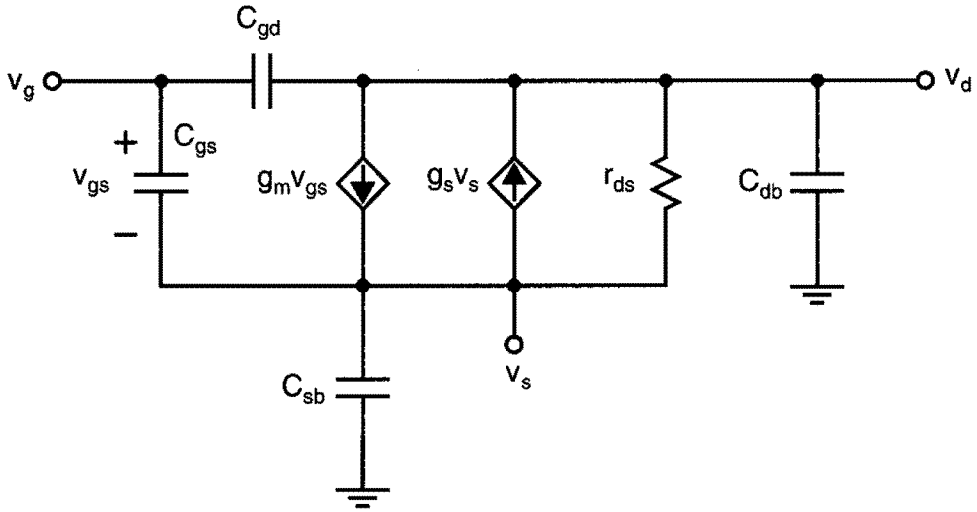 C_gd
v_g
v_d
+
C_gs
v_gs
−
g_m v_gs
g_s v_s
r_ds
C_db
v_s
C_sb